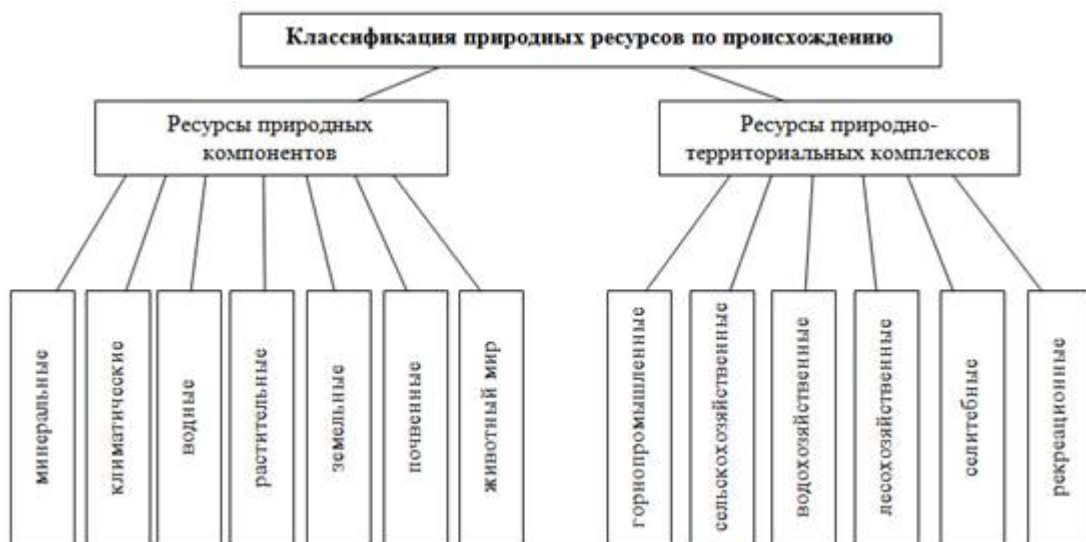 Классификация природных ресурсов по происхождению
Ресурсы природных
компонентов
Ресурсы природно-
территориальных комплексов
минеральные
климатические
водные
растительные
земельные
почвенные
животный мир
горнопромышленные
сельскохозяйственные
водохозяйственные
лесохозяйственные
селитебные
рекреационные